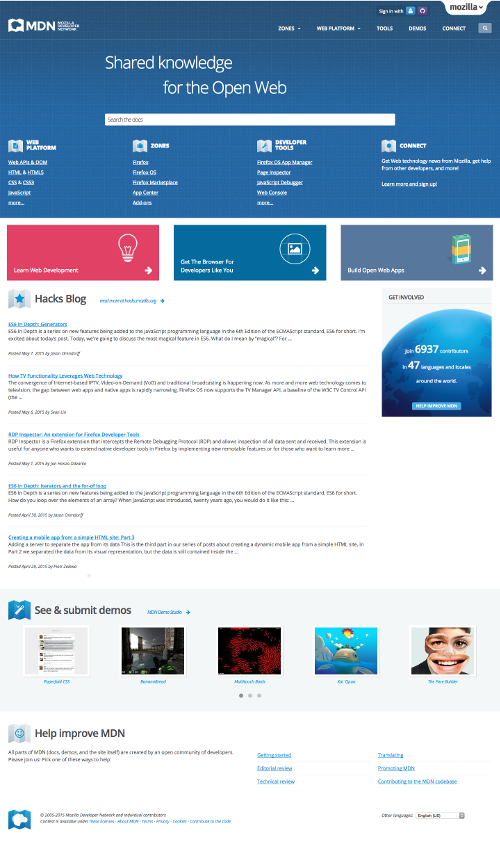 Sign in with
mozilla
MDN MOZILLA DEVELOPER NETWORK
ZONES WEB PLATFORM TOOLS DEMOS CONNECT
Shared knowledge
for the Open Web
Search the docs
WEB PLATFORM
Web APIs & DOM
HTML & HTML5
CSS & CSS3
JavaScript
more...
ZONES
Firefox
Firefox OS
Firefox Marketplace
App Center
Add-ons
DEVELOPER TOOLS
Firefox OS App Manager
Page Inspector
JavaScript Debugger
Web Console
more...
CONNECT
Get Web technology news from Mozilla, get help
from other developers, and more!
Learn more and sign up!
Learn Web Development
Get The Browser For
Developers Like You
Build Open Web Apps
Hacks Blog
read more at hacks.mozilla.org
ES6 In Depth: Generators
ES6 In Depth is a series on new features being added to the JavaScript programming language in the 6th Edition of the ECMAScript standard, ES6 for short. I'm
excited about today's post. Today, we're going to discuss the most magical feature in ES6. What do I mean by "magical"? For ...
Posted May 7, 2015 by Jason Orendorff
How TV Functionality Leverages Web Technology
The convergence of Internet-based IPTV, Video-on-Demand (VoD) and traditional broadcasting is happening now. As more and more web technology comes to
television, the gap between web apps and native apps is rapidly narrowing. Firefox OS now supports the TV Manager API, a baseline of the W3C TV Control API
(the ...
Posted May 5, 2015 by Sean Lin
RDP Inspector: An extension for Firefox Developer Tools
RDP Inspector is a Firefox extension that intercepts the Remote Debugging Protocol (RDP) and allows inspection of all data sent and received. This extension is
useful for anyone who wants to extend native developer tools in Firefox by implementing new remotable features or for those who want to learn more ...
Posted May 1, 2015 by Jan Honza Odvarko
ES6 In Depth: Iterators and the for-of loop
ES6 In Depth is a series on new features being added to the JavaScript programming language in the 6th Edition of the ECMAScript standard, ES6 for short.
How do you loop over the elements of an array? When JavaScript was introduced, twenty years ago, you would do it like this: ...
Posted April 30, 2015 by Jason Orendorff
Creating a mobile app from a simple HTML site: Part 3
Adding a server to separate the app from its data This is the third part in our series of posts about creating a dynamic mobile app from a simple HTML site. In
Part 2 we separated the data from its visual representation, but the data is still contained inside the ...
Posted April 28, 2015 by Piotr Zalewa
GET INVOLVED
Join 6937 contributors
in 47 languages and locales
around the world.
HELP IMPROVE MDN
See & submit demos
MDN Demo Studio
Paperfold CSS
BananaBread
Multitouch Boids
Kai 'Opua
The Face Builder
Help improve MDN
All parts of MDN (docs, demos, and the site itself) are created by an open community of developers.
Please join us! Pick one of these ways to help:
Getting started
Editorial review
Technical review
Translating
Promoting MDN
Contributing to the MDN codebase
© 2005-2015 Mozilla Developer Network and individual contributors
Content is available under these licenses • About MDN • Terms • Privacy • Cookies • Contribute to the code
Other languages: English (US)